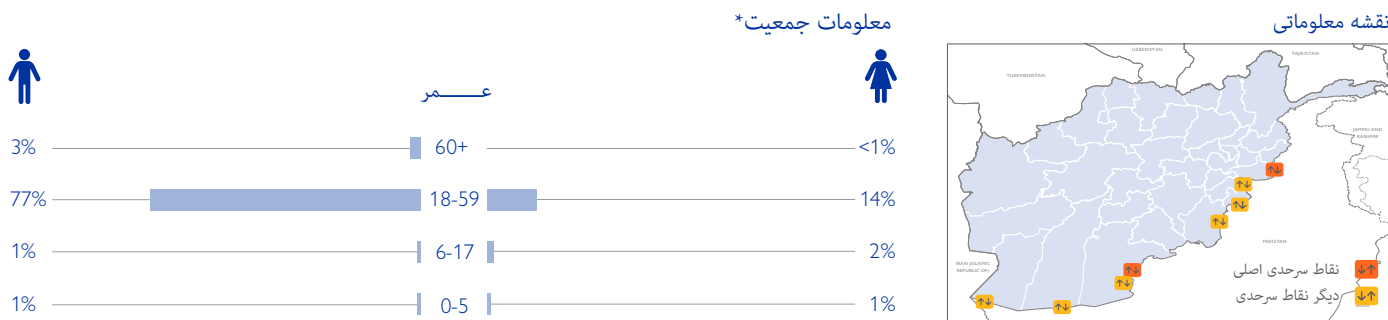 نقشه معلوماتی
معلومات جمعیت*
عـــــمر
3% 60+ <1%
77% 18-59 14%
1% 6-17 2%
1% 0-5 1%
UZBEKISTAN
TAJIKISTAN
TURKMENISTAN
JAMMU AND
KASHMIR
PAKISTAN
IRAN (ISLAMIC
REPUBLIC OF)
نقاط سرحدی اصلی
دیگر نقاط سرحدی